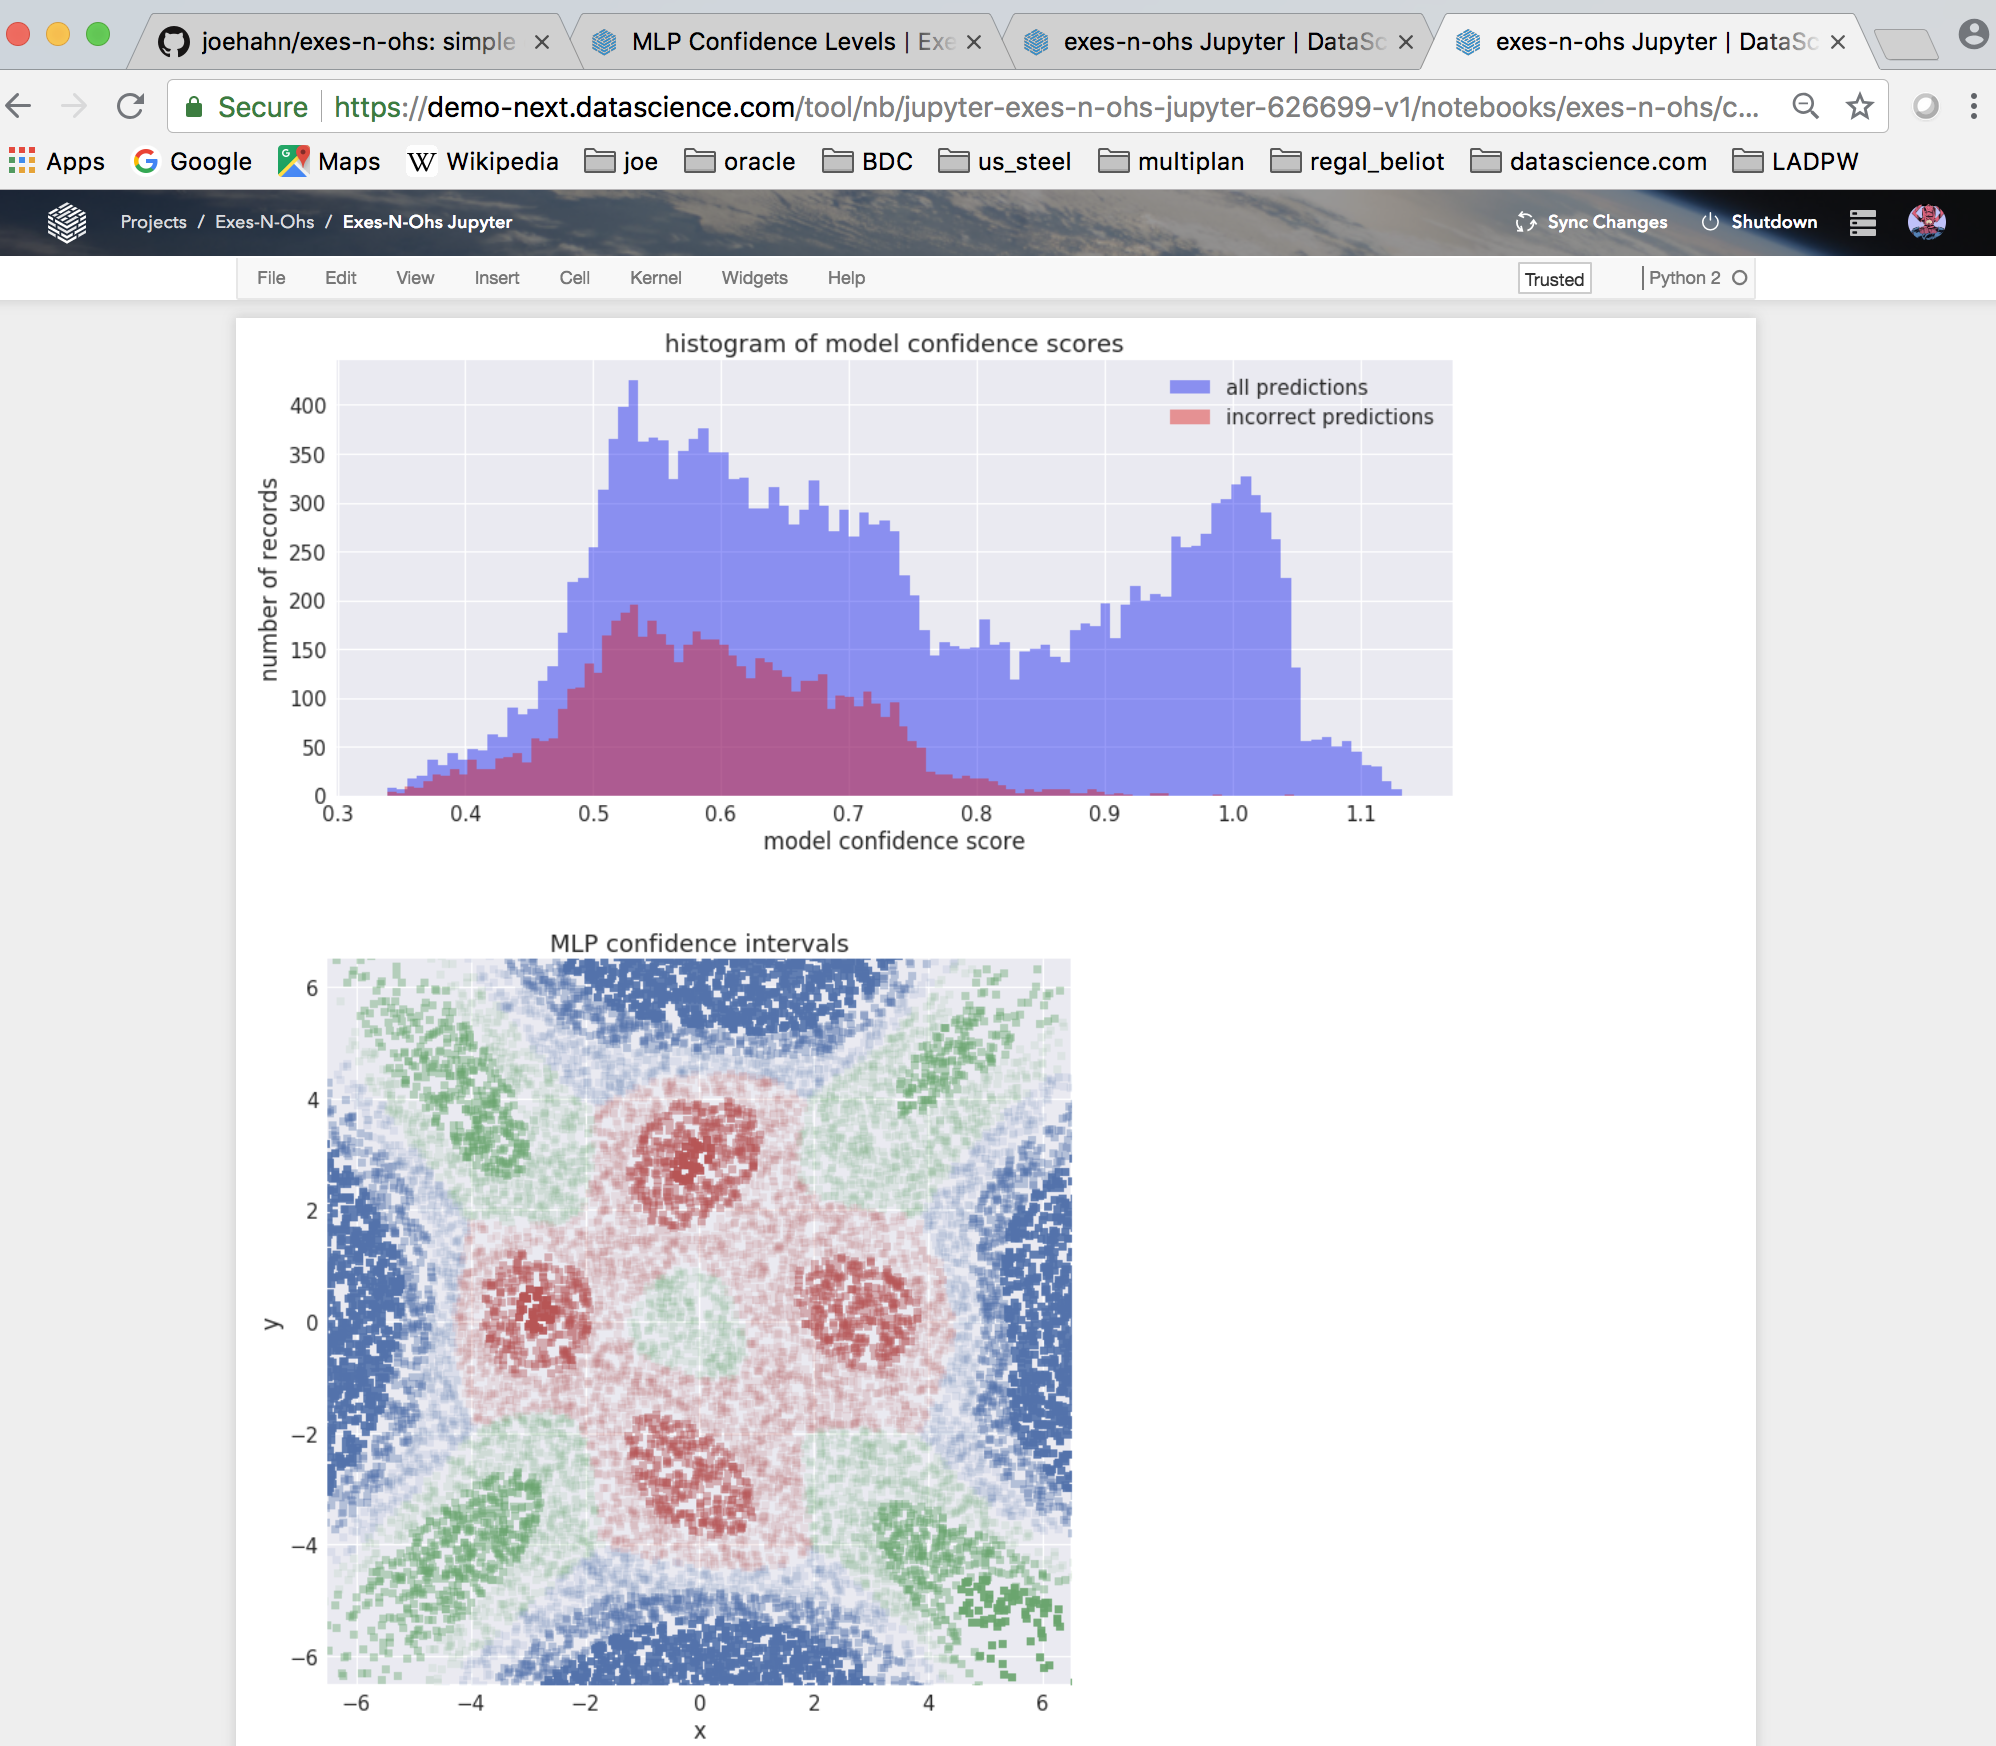 joehahn/exes-n-ohs: simple
MLP Confidence Levels | Exe
exes-n-ohs Jupyter | DataSc
exes-n-ohs Jupyter | DataSc
Secure https://demo-next.datascience.com/tool/nb/jupyter-exes-n-ohs-jupyter-626699-v1/notebooks/exes-n-ohs/c...
Apps Google Maps W Wikipedia joe oracle BDC us_steel multiplan regal_beliot datascience.com LADPW
Projects / Exes-N-Ohs / Exes-N-Ohs Jupyter Sync Changes Shutdown
File Edit View Insert Cell Kernel Widgets Help Trusted Python 2
histogram of model confidence scores
all predictions
incorrect predictions
number of records
400
350
300
250
200
150
100
50
0
0.3 0.4 0.5 0.6 0.7 0.8 0.9 1.0 1.1
model confidence score
MLP confidence intervals
y
6
4
2
0
−2
−4
−6
−6 −4 −2 0 2 4 6
x